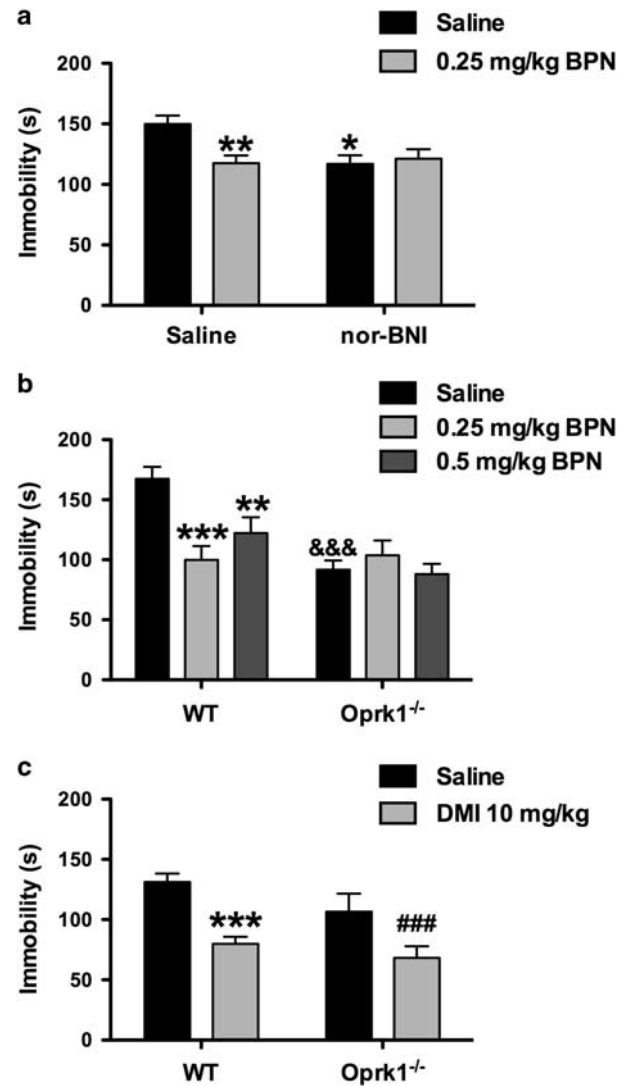 a
Saline
0.25 mg/kg BPN
Immobility (s)
200
150
100
50
0
**
*
Saline
nor-BNI
b
Saline
0.25 mg/kg BPN
0.5 mg/kg BPN
Immobility (s)
200
150
100
50
0
***
**
&&&
WT
Oprk1-/-
c
Saline
DMI 10 mg/kg
Immobility (s)
200
150
100
50
0
***
###
WT
Oprk1-/-